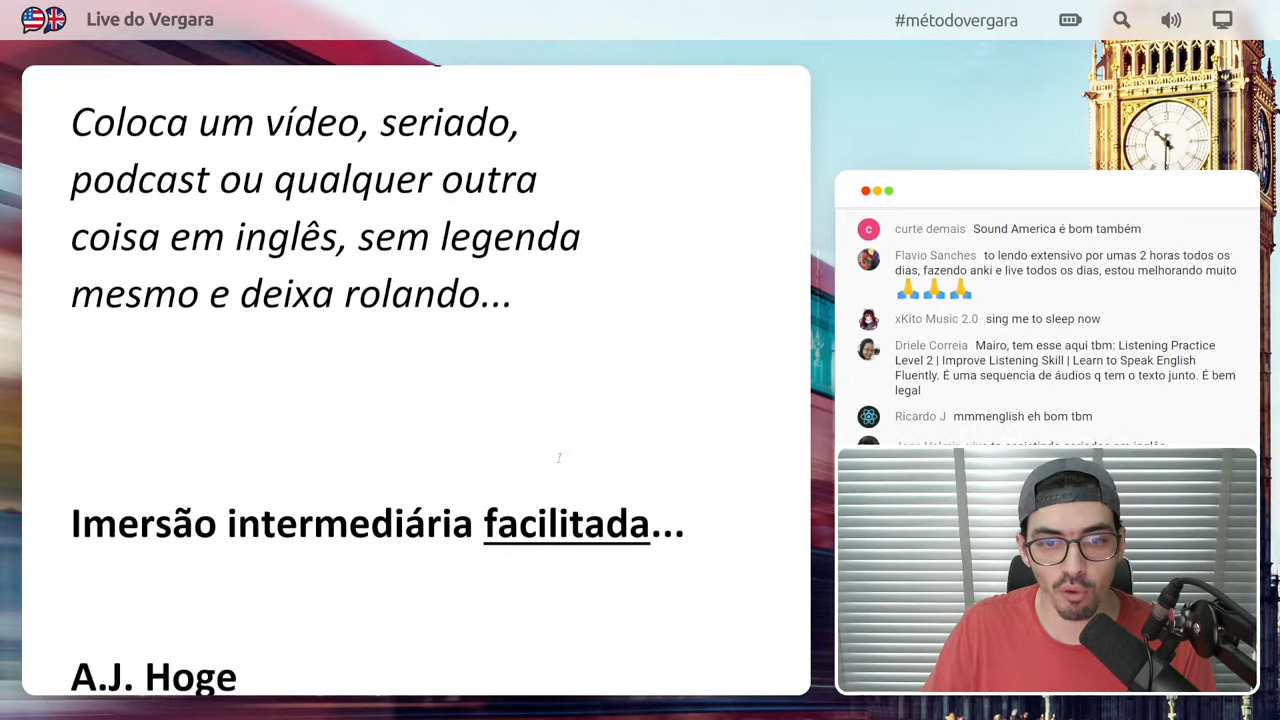 Live do Vergara
#métodovergara
Coloca um vídeo, seriado,
podcast ou qualquer outra
coisa em inglês, sem legenda
mesmo e deixa rolando...
Imersão intermediária facilitada...
A.J. Hoge
C curte demais Sound America é bom também
Flavio Sanches to lendo extensivo por umas 2 horas todos os
dias, fazendo anki e live todos os dias, estou melhorando muito
🙏🙏🙏
xKito Music 2.0 sing me to sleep now
Driele Correia Mairo, tem esse aqui tbm: Listening Practice
Level 2 | Improve Listening Skill | Learn to Speak English
Fluently. É uma sequencia de áudios q tem o texto junto. É bem
legal
Ricardo J mmmenglish eh bom tbm